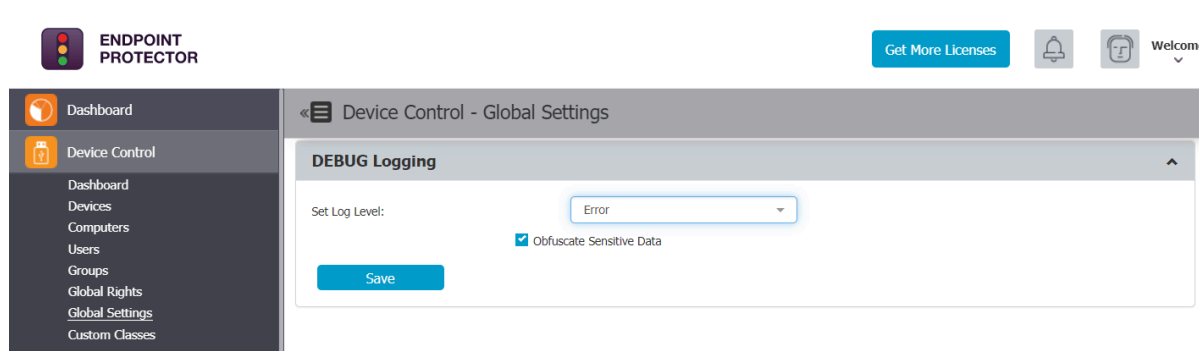 ENDPOINT
PROTECTOR
Get More Licenses
Dashboard
Device Control
Dashboard
Devices
Computers
Users
Groups
Global Rights
Global Settings
Custom Classes
Device Control - Global Settings
DEBUG Logging
Set Log Level:
Error
Obfuscate Sensitive Data
Save